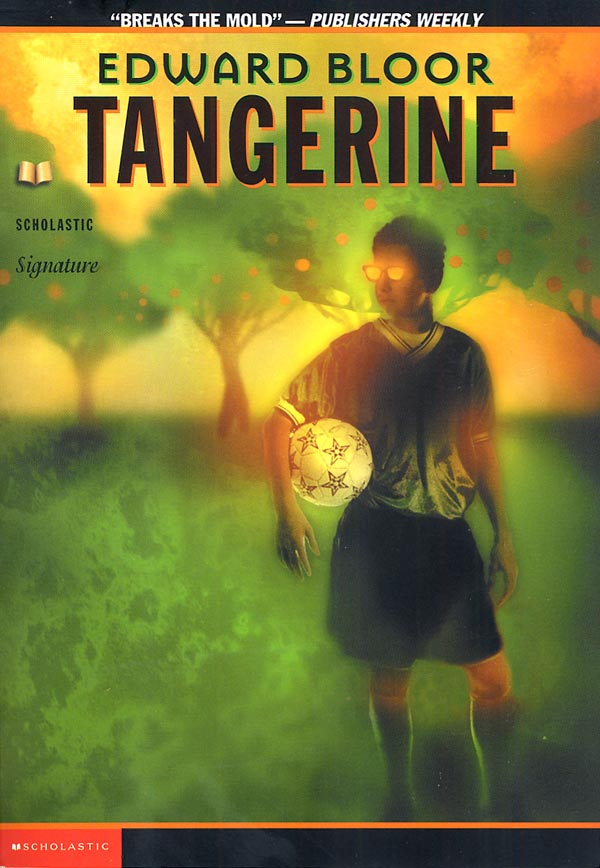 "BREAKS THE MOLD" — PUBLISHERS WEEKLY
EDWARD BLOOR
TANGERINE
SCHOLASTIC
Signature
SCHOLASTIC